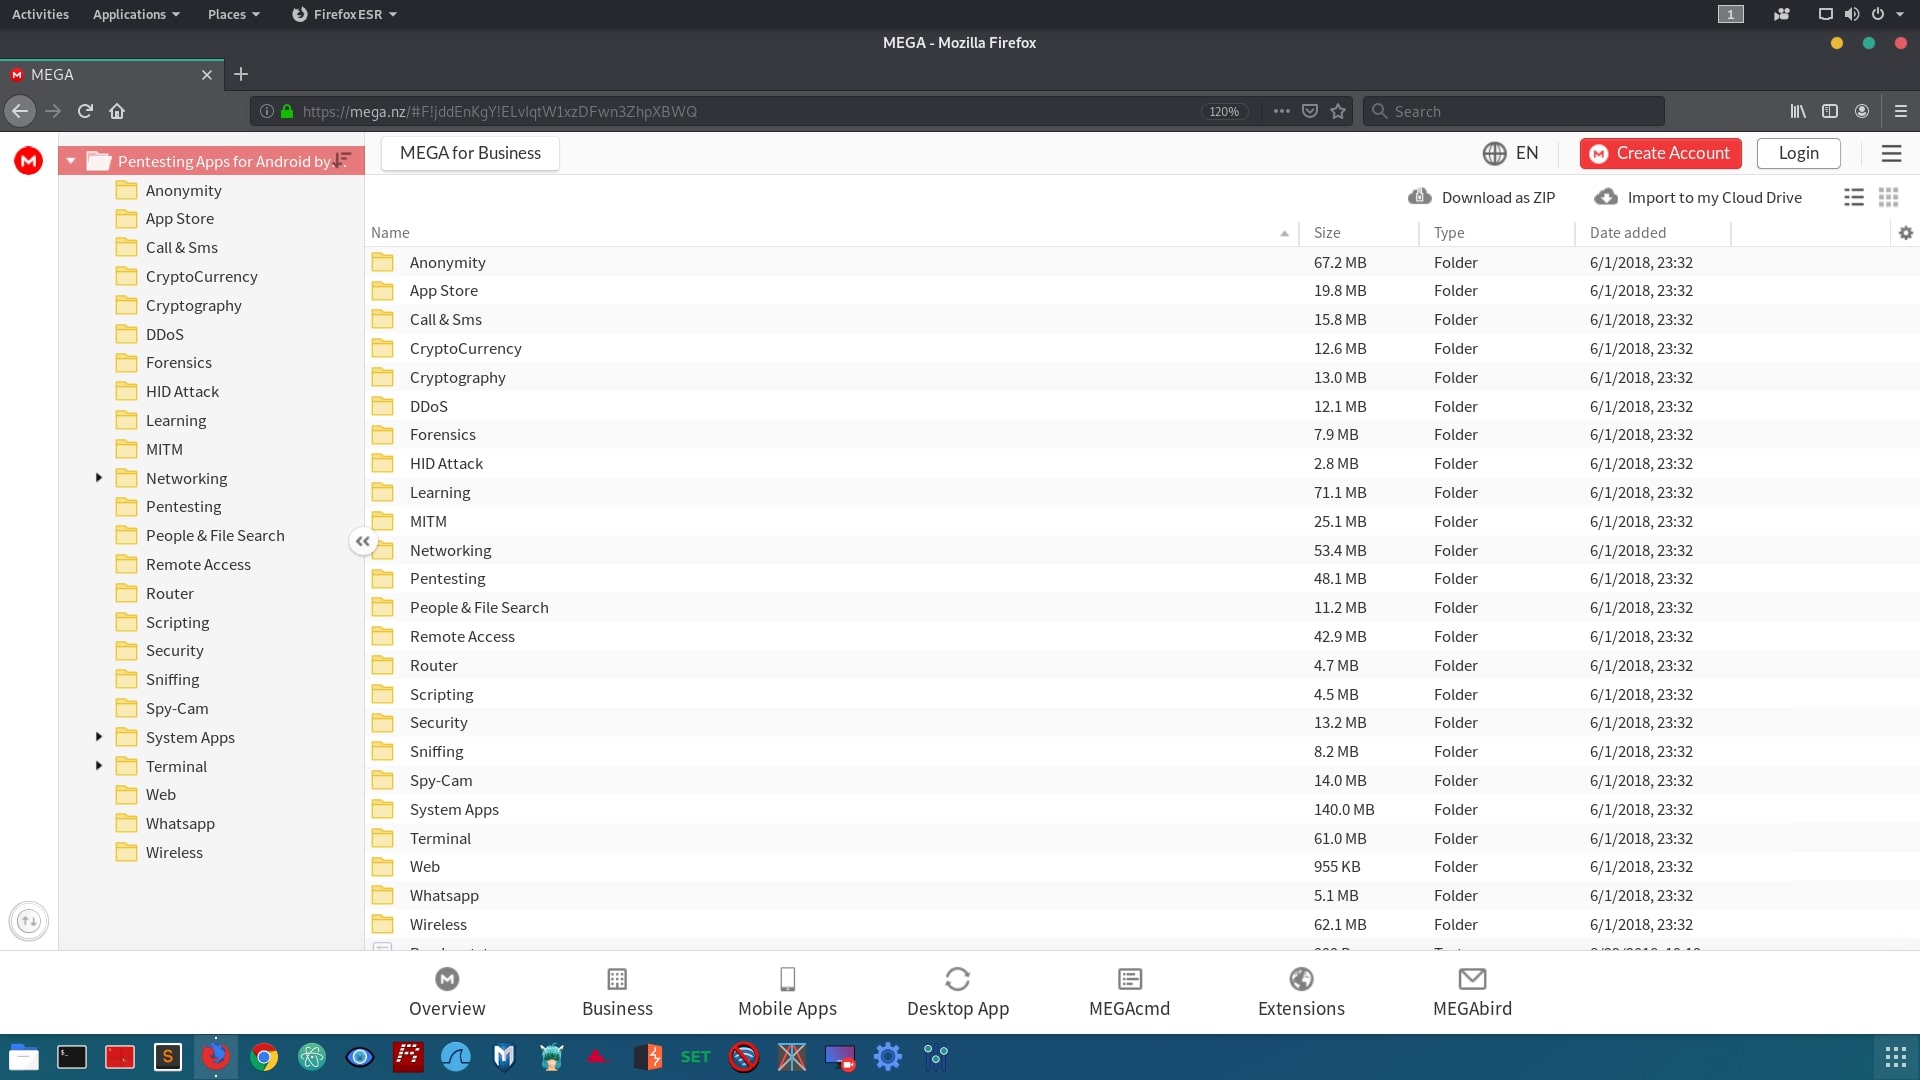 Activities Applications Places FirefoxESR 1
MEGA - Mozilla Firefox
MEGA
https://mega.nz/#F!jddEnKgY!ELvIqtW1xzDFwn3ZhpXBWQ 120% Search
Pentesting Apps for Android by...
Anonymity
App Store
Call & Sms
CryptoCurrency
Cryptography
DDoS
Forensics
HID Attack
Learning
MITM
Networking
Pentesting
People & File Search
Remote Access
Router
Scripting
Security
Sniffing
Spy-Cam
System Apps
Terminal
Web
Whatsapp
Wireless
MEGA for Business EN Create Account Login
Download as ZIP Import to my Cloud Drive
Name Size Type Date added
Anonymity 67.2 MB Folder 6/1/2018, 23:32
App Store 19.8 MB Folder 6/1/2018, 23:32
Call & Sms 15.8 MB Folder 6/1/2018, 23:32
CryptoCurrency 12.6 MB Folder 6/1/2018, 23:32
Cryptography 13.0 MB Folder 6/1/2018, 23:32
DDoS 12.1 MB Folder 6/1/2018, 23:32
Forensics 7.9 MB Folder 6/1/2018, 23:32
HID Attack 2.8 MB Folder 6/1/2018, 23:32
Learning 71.1 MB Folder 6/1/2018, 23:32
MITM 25.1 MB Folder 6/1/2018, 23:32
Networking 53.4 MB Folder 6/1/2018, 23:32
Pentesting 48.1 MB Folder 6/1/2018, 23:32
People & File Search 11.2 MB Folder 6/1/2018, 23:32
Remote Access 42.9 MB Folder 6/1/2018, 23:32
Router 4.7 MB Folder 6/1/2018, 23:32
Scripting 4.5 MB Folder 6/1/2018, 23:32
Security 13.2 MB Folder 6/1/2018, 23:32
Sniffing 8.2 MB Folder 6/1/2018, 23:32
Spy-Cam 14.0 MB Folder 6/1/2018, 23:32
System Apps 140.0 MB Folder 6/1/2018, 23:32
Terminal 61.0 MB Folder 6/1/2018, 23:32
Web 955 KB Folder 6/1/2018, 23:32
Whatsapp 5.1 MB Folder 6/1/2018, 23:32
Wireless 62.1 MB Folder 6/1/2018, 23:32
Overview Business Mobile Apps Desktop App MEGAcmd Extensions MEGAbird
SET